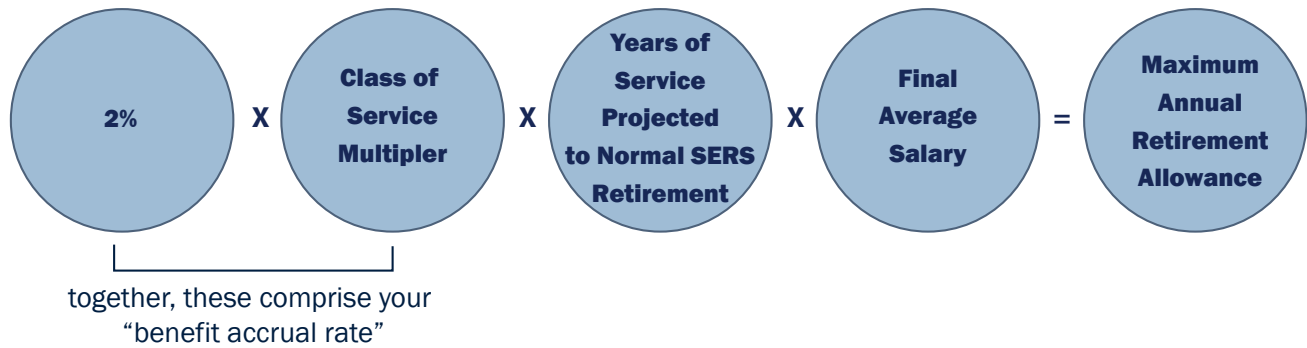 2%
X
Class of
Service
Multipler
X
Years of
Service
Projected
to Normal SERS
Retirement
X
Final
Average
Salary
=
Maximum
Annual
Retirement
Allowance
together, these comprise your
“benefit accrual rate”